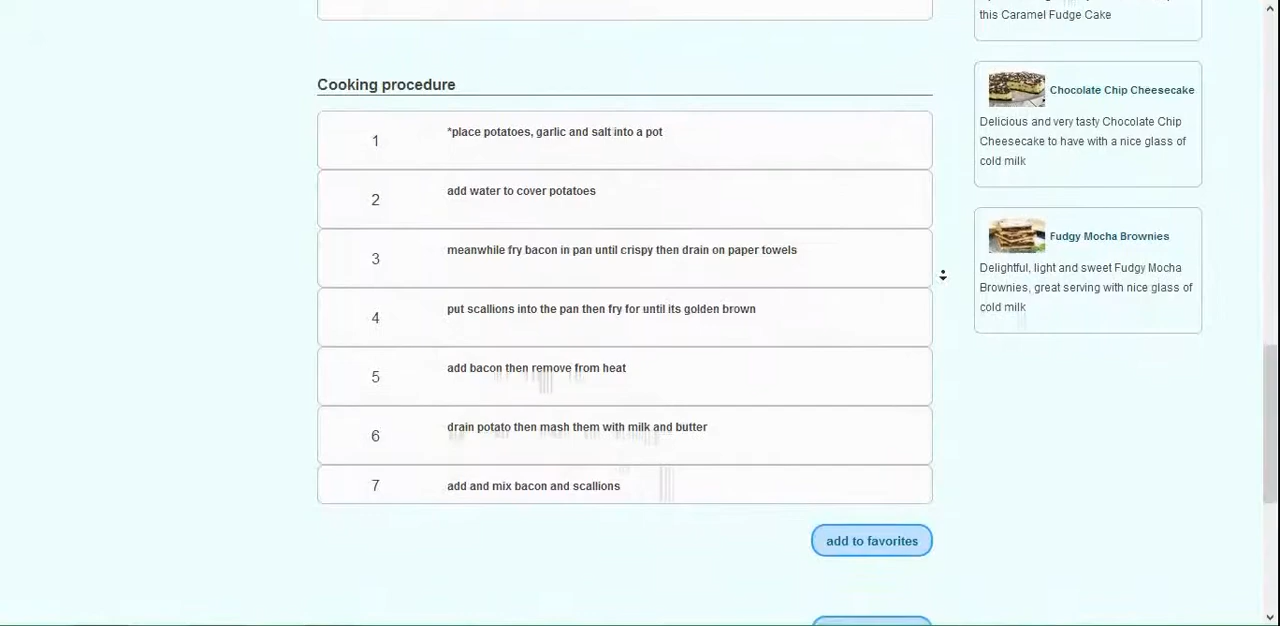 this Caramel Fudge Cake
Cooking procedure
1 *place potatoes, garlic and salt into a pot
2 add water to cover potatoes
3 meanwhile fry bacon in pan until crispy then drain on paper towels
4 put scallions into the pan then fry for until its golden brown
5 add bacon then remove from heat
6 drain potato then mash them with milk and butter
7 add and mix bacon and scallions
add to favorites
Chocolate Chip Cheesecake
Delicious and very tasty Chocolate Chip
Cheesecake to have with a nice glass of
cold milk
Fudgy Mocha Brownies
Delightful, light and sweet Fudgy Mocha
Brownies, great serving with nice glass of
cold milk